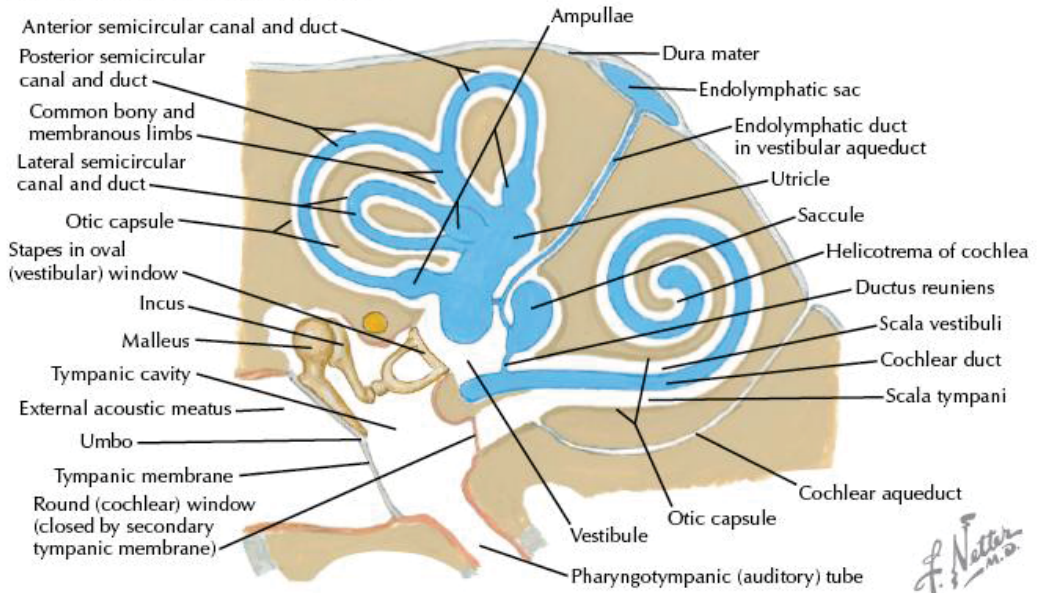 Anterior semicircular canal and duct
Posterior semicircular
canal and duct
Common bony and
membranous limbs
Lateral semicircular
canal and duct
Otic capsule
Stapes in oval
(vestibular) window
Incus
Malleus
Tympanic cavity
External acoustic meatus
Umbo
Tympanic membrane
Round (cochlear) window
(closed by secondary
tympanic membrane)
Ampullae
Dura mater
Endolymphatic sac
Endolymphatic duct
in vestibular aqueduct
Utricle
Saccule
Helicotrema of cochlea
Ductus reuniens
Scala vestibuli
Cochlear duct
Scala tympani
Cochlear aqueduct
Otic capsule
Vestibule
Pharyngotympanic (auditory) tube
F. Netter
M.D.